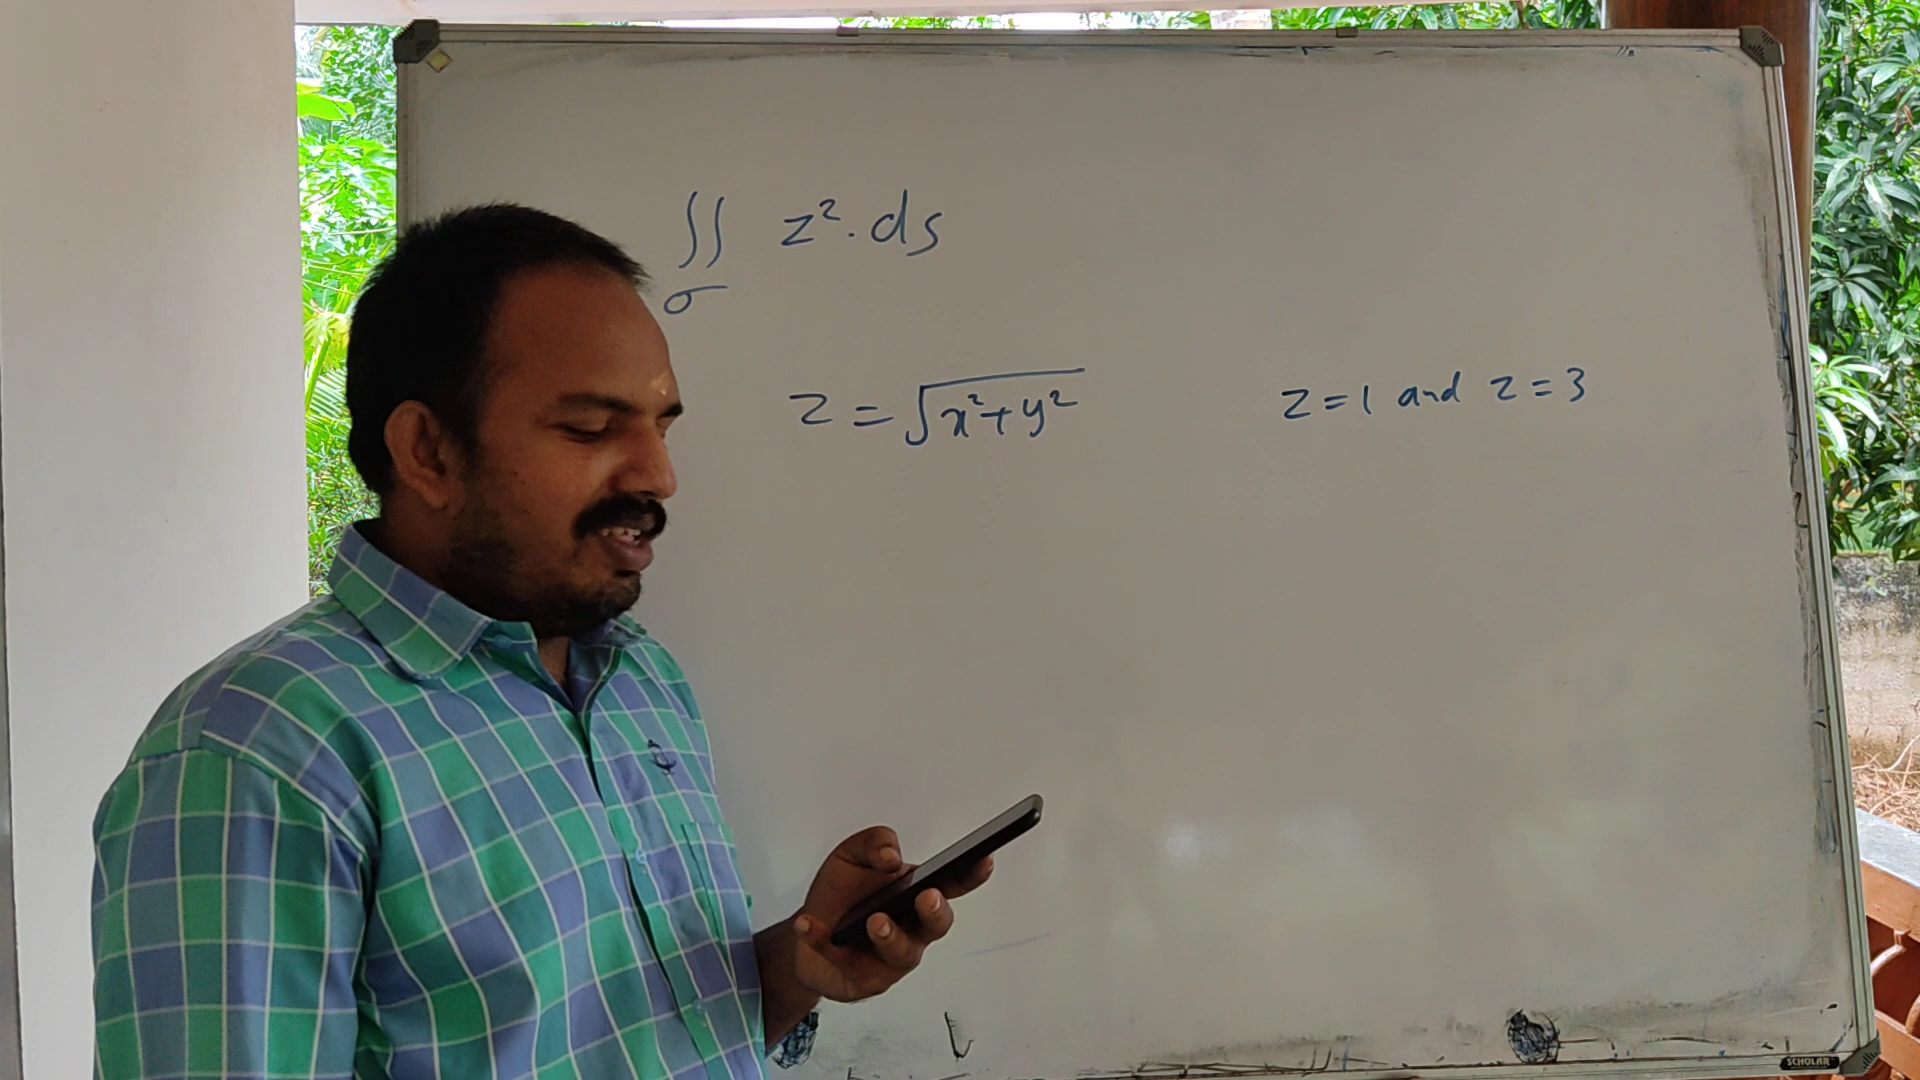 ∬ z². ds
σ
z = √x²+y² z=1 and z=3
SCHOLAR